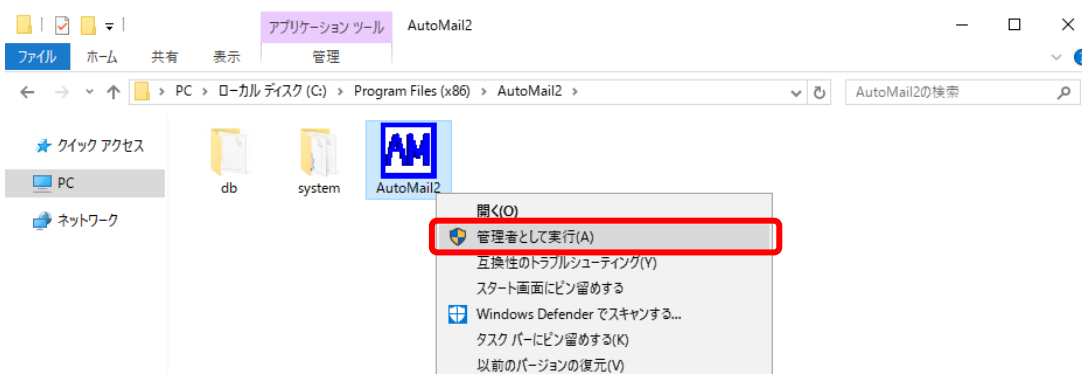 アプリケーション ツール AutoMail2
ファイル ホーム 共有 表示 管理
PC › ローカル ディスク (C:) › Program Files (x86) › AutoMail2 › AutoMail2の検索
クイック アクセス
PC
ネットワーク
AM
db system AutoMail2
開く(O)
管理者として実行(A)
互換性のトラブルシューティング(Y)
スタート画面にピン留めする
Windows Defender でスキャンする...
タスク バーにピン留めする(K)
以前のバージョンの復元(V)